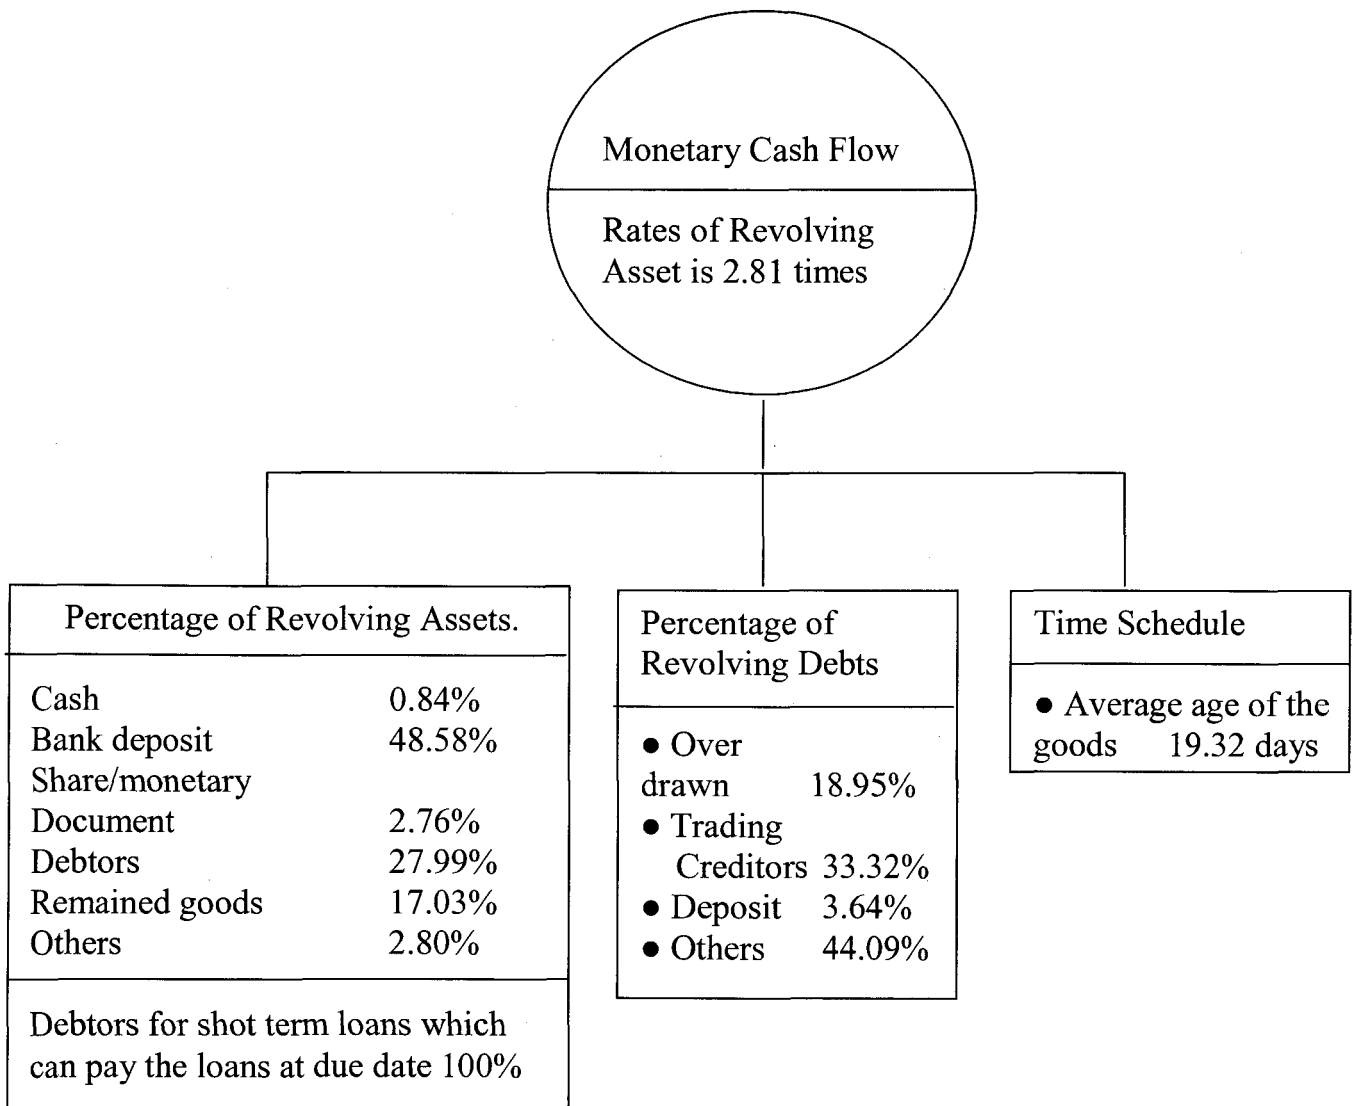 Monetary Cash Flow
Rates of Revolving
Asset is 2.81 times
Percentage of Revolving Assets.
Cash 0.84%
Bank deposit 48.58%
Share/monetary
Document 2.76%
Debtors 27.99%
Remained goods 17.03%
Others 2.80%
Debtors for shot term loans which
can pay the loans at due date 100%
Percentage of
Revolving Debts
● Over
drawn 18.95%
● Trading
Creditors 33.32%
● Deposit 3.64%
● Others 44.09%
Time Schedule
● Average age of the
goods 19.32 days